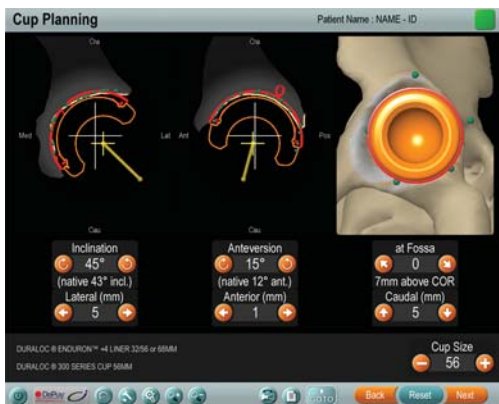 Cup Planning
Patient Name : NAME - ID
Cra
Cra
Med
Lat
Ant
Pos
Cau
Cau
Inclination
45°
(native 43° incl.)
Lateral (mm)
5
Anteversion
15°
(native 12° ant.)
Anterior (mm)
1
at Fossa
0
7mm above COR
Caudal (mm)
5
DURALOC ® ENDURON™ +4 LINER 32/56 or 58MM
DURALOC ® 300 SERIES CUP 56MM
Cup Size
56
DePuy
GOTO
Back
Reset
Next